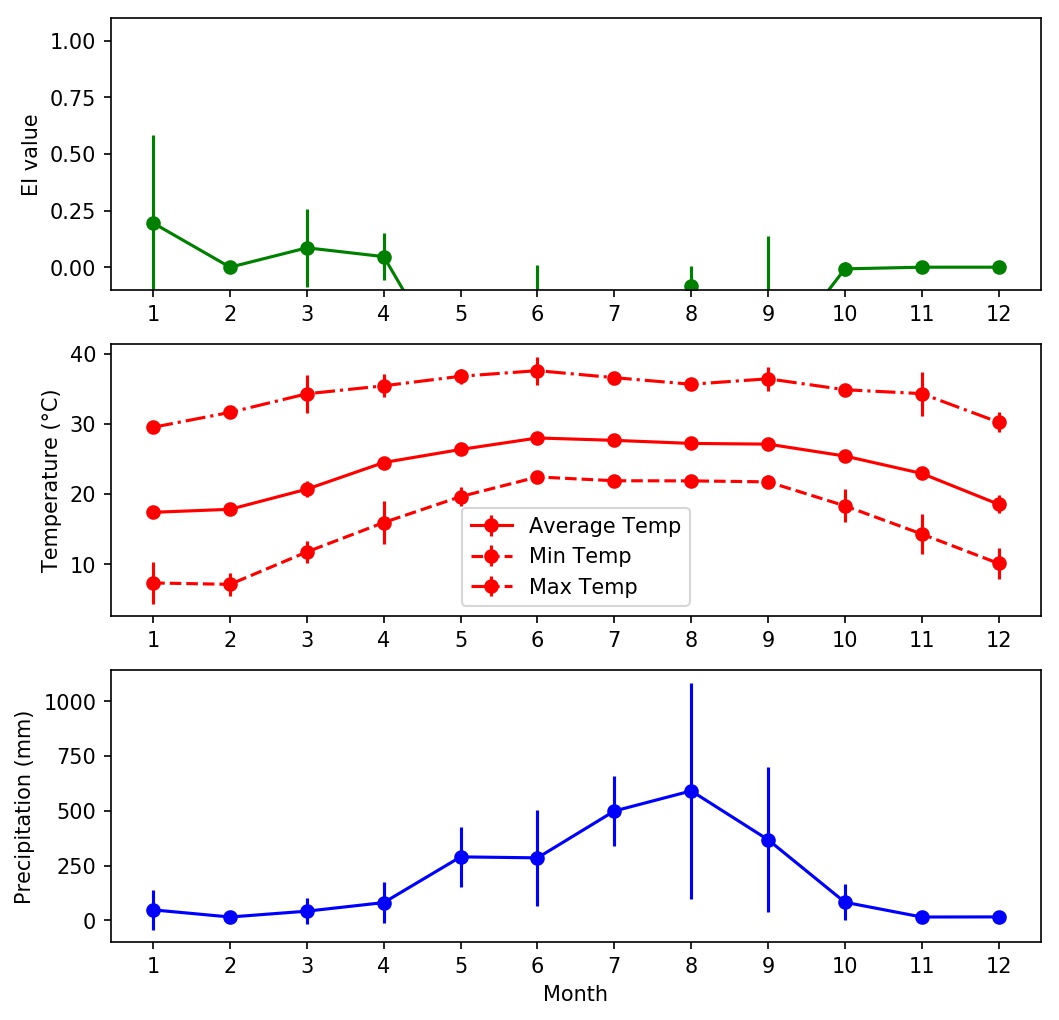 EI value
1.00
0.75
0.50
0.25
0.00
1 2 3 4 5 6 7 8 9 10 11 12
Temperature (°C)
40
30
20
10
Average Temp
Min Temp
Max Temp
1 2 3 4 5 6 7 8 9 10 11 12
Precipitation (mm)
1000
750
500
250
0
1 2 3 4 5 6 7 8 9 10 11 12
Month